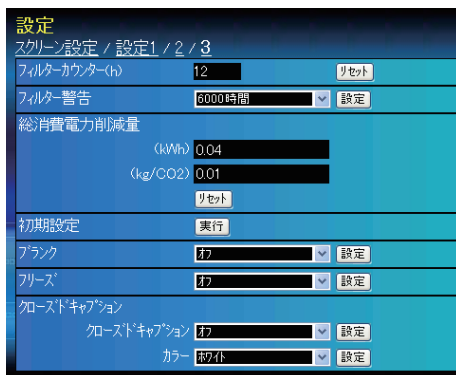 設定
スクリーン設定 / 設定1 / 2 / 3
フィルターカウンター(h) 12 リセット
フィルター警告 6000時間 設定
総消費電力削減量
(kWh) 0.04
(kg/CO2) 0.01
リセット
初期設定 実行
ブランク オフ 設定
フリーズ オフ 設定
クローズドキャプション
クローズドキャプション オフ 設定
カラー ホワイト 設定